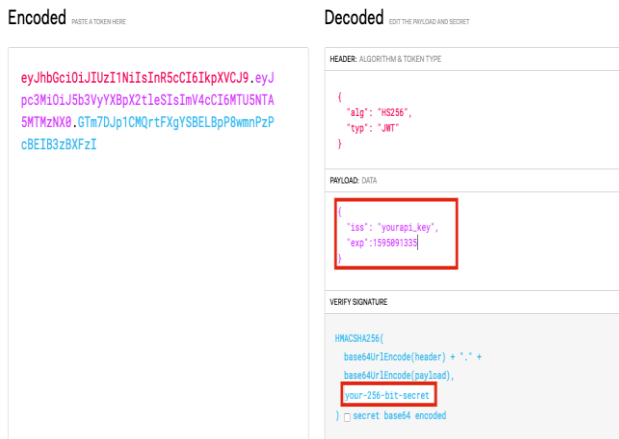 Encoded PASTE A TOKEN HERE
eyJhbGciOiJIUzI1NiIsInR5cCI6IkpXVCJ9.eyJ
pc3MiOiJ5b3VyYXBpX2tleSIsImV4cCI6MTU5NTA
5MTMzNX0.GTm7DJp1CMQrtFXgYSBELBpP8wmnPzP
cBEIB3zBXFzI
Decoded EDIT THE PAYLOAD AND SECRET
HEADER: ALGORITHM & TOKEN TYPE
{
"alg": "HS256",
"typ": "JWT"
}
PAYLOAD: DATA
{
"iss": "yourapi_key",
"exp":1595091335
}
VERIFY SIGNATURE
HMACSHA256(
base64UrlEncode(header) + "." +
base64UrlEncode(payload),
your-256-bit-secret
) secret base64 encoded